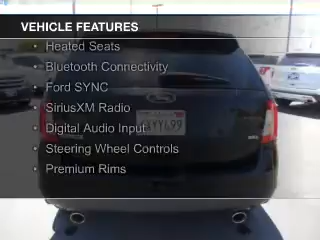 VEHICLE FEATURES
• Heated Seats
• Bluetooth Connectivity
• Ford SYNC
• SiriusXM Radio
• Digital Audio Input
• Steering Wheel Controls
• Premium Rims